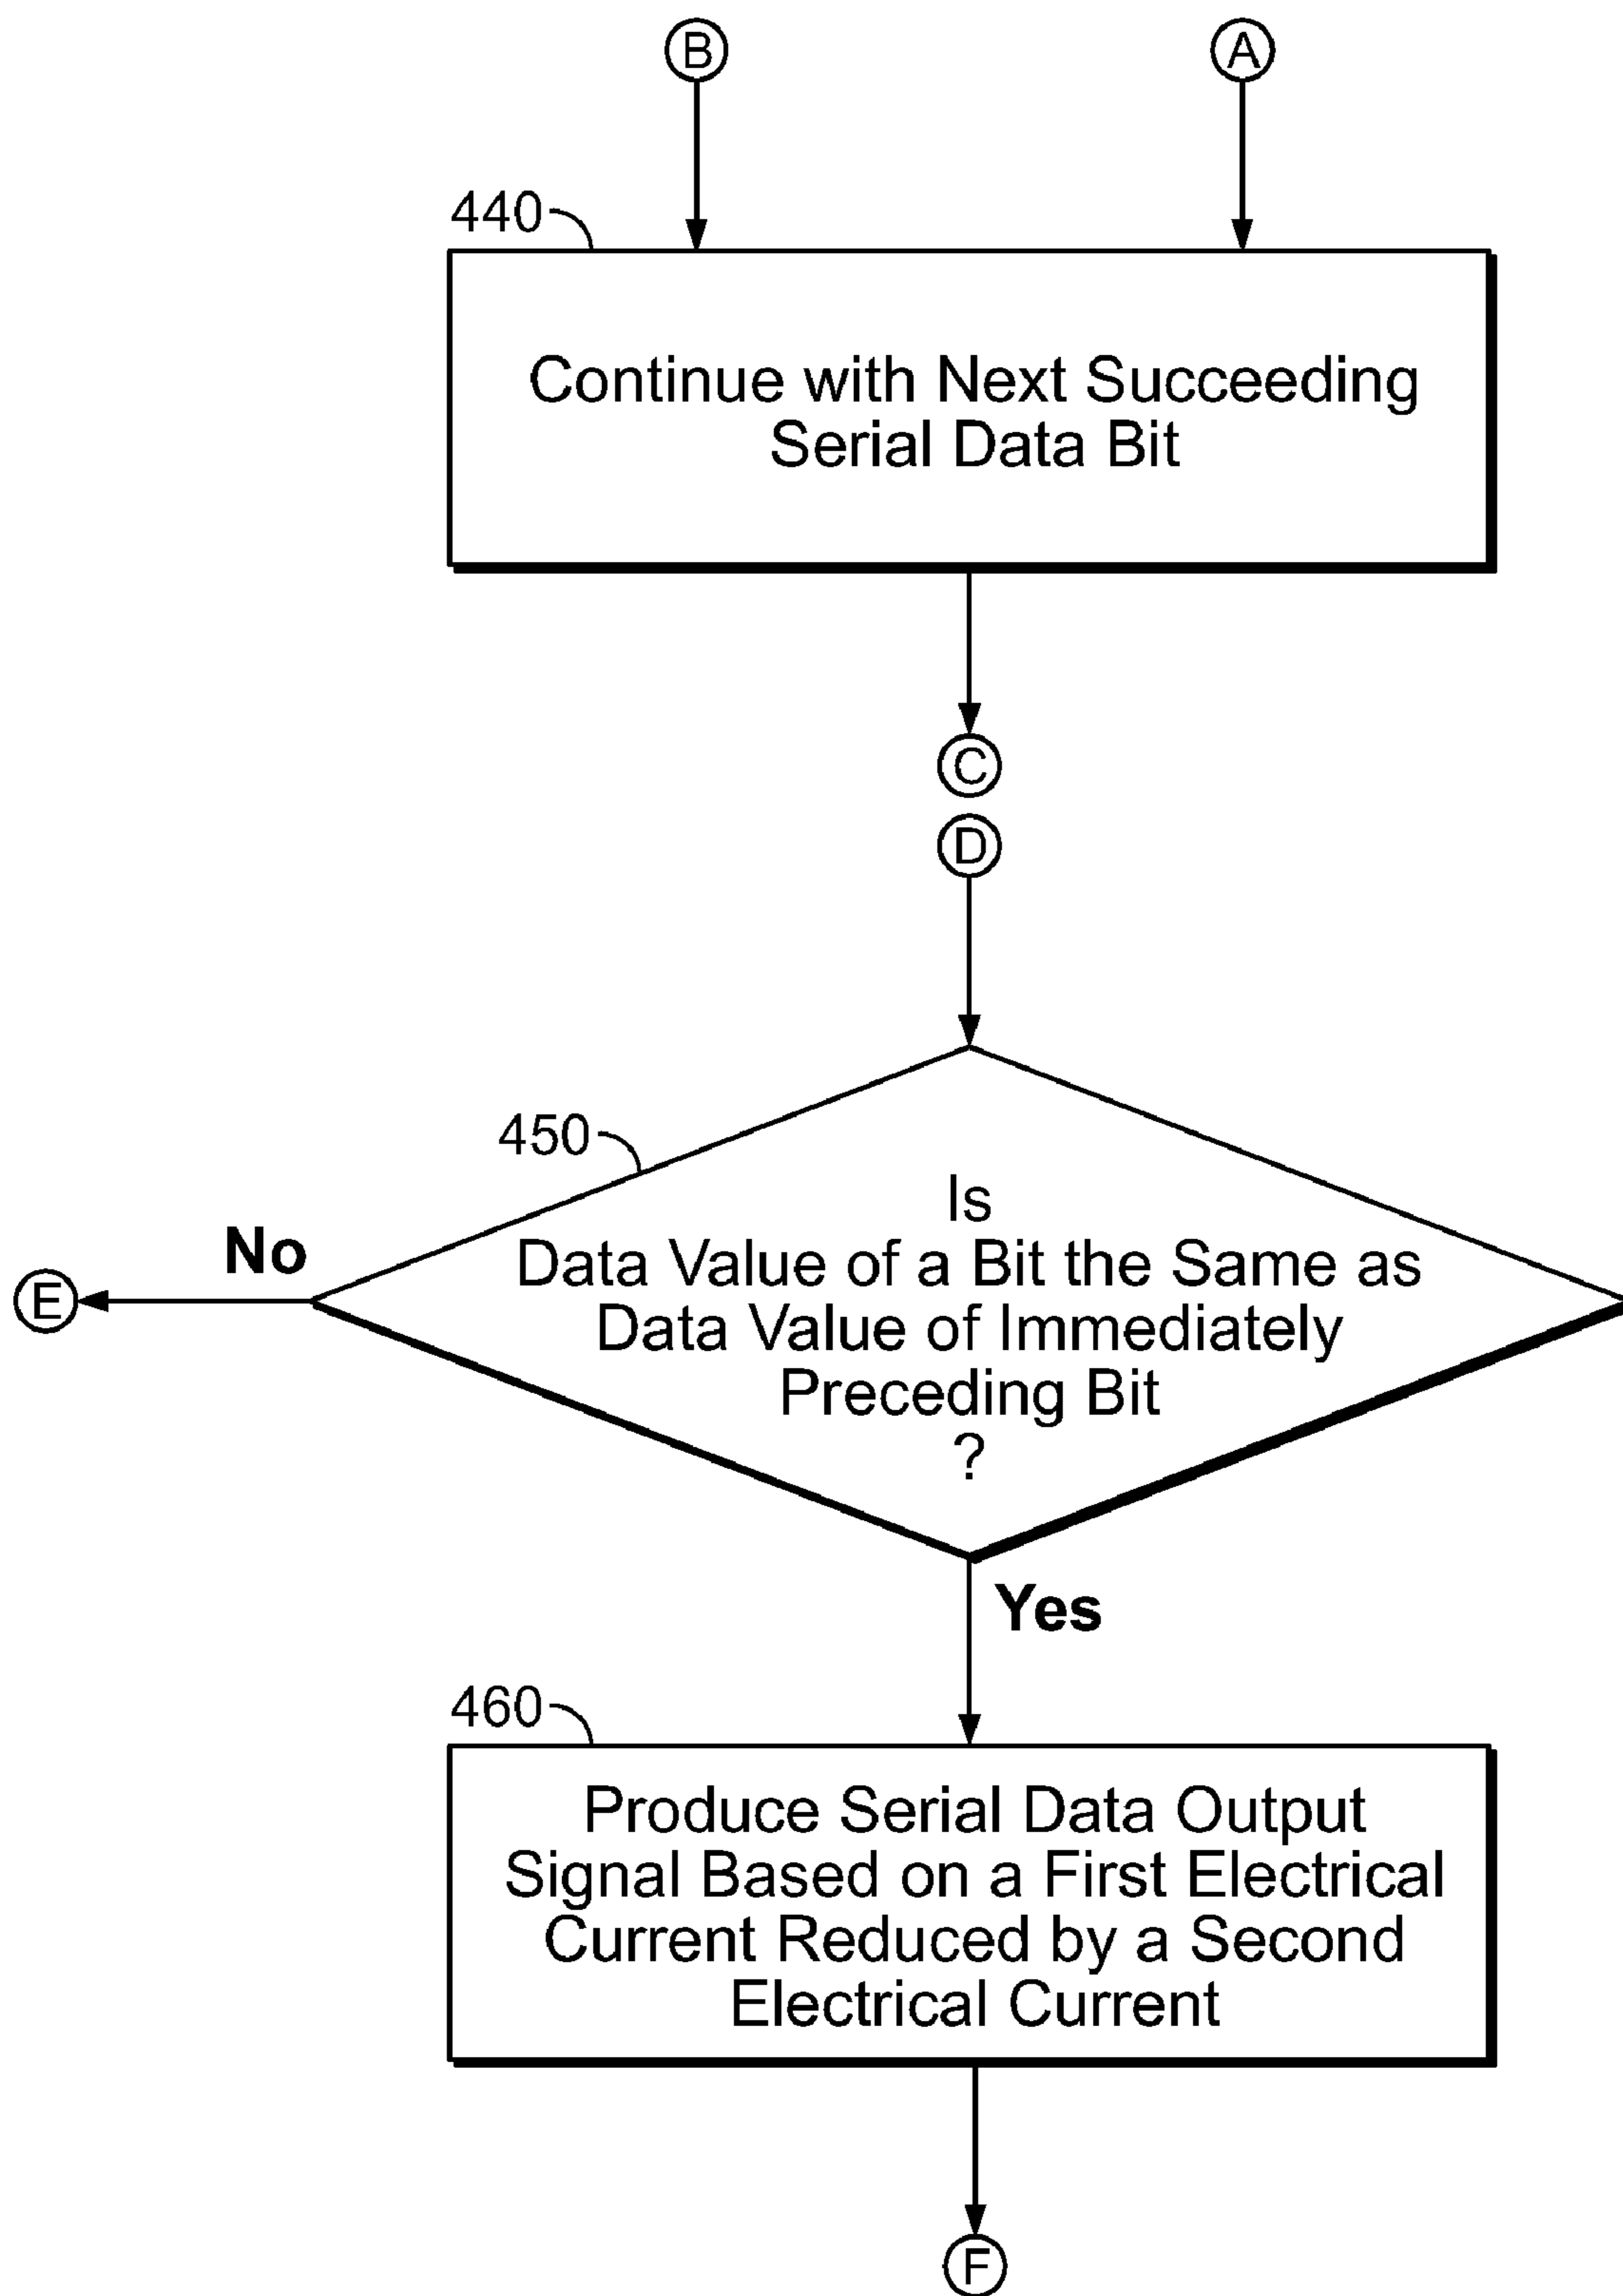 B
A
440
Continue with Next Succeeding
Serial Data Bit
C
D
450
Is
Data Value of a Bit the Same as
Data Value of Immediately
Preceding Bit
?
No
E
Yes
460
Produce Serial Data Output
Signal Based on a First Electrical
Current Reduced by a Second
Electrical Current
F